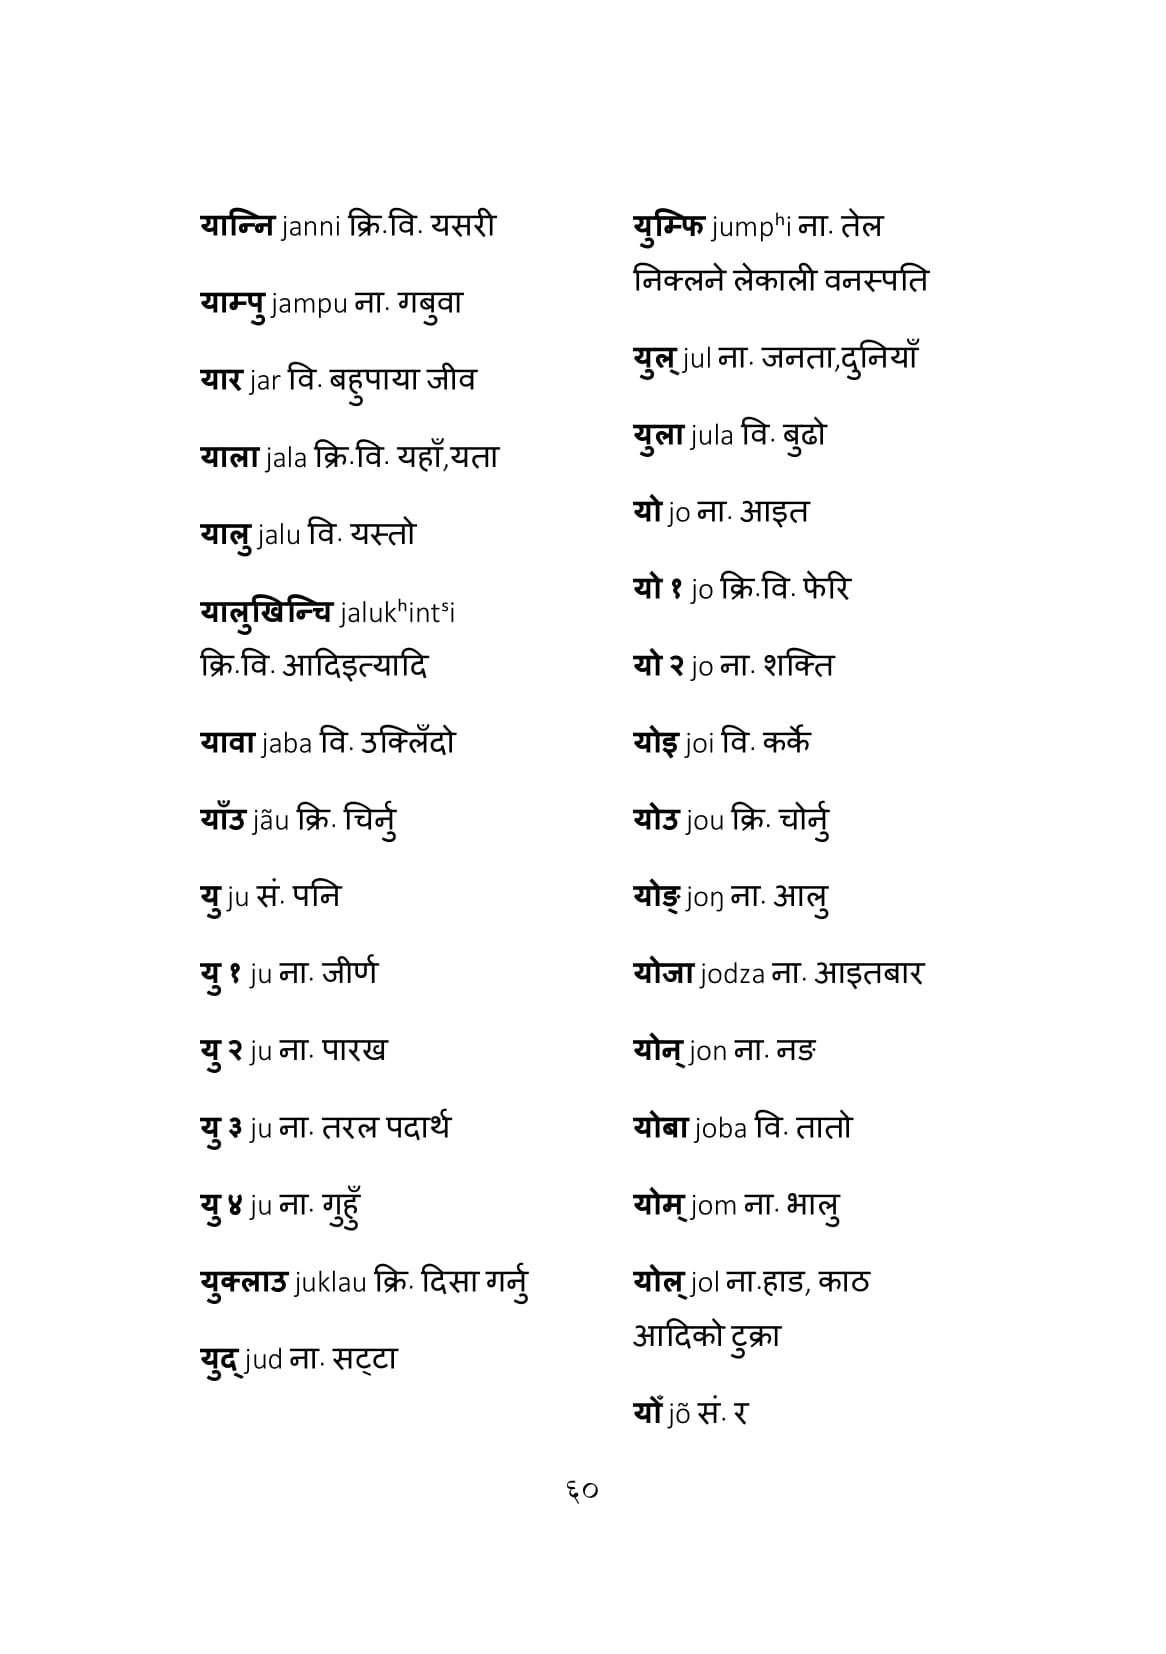 यान्नि janni क्रि.वि. यसरी
याम्पु jampu ना. गबुवा
यार jar वि. बहुपाया जीव
याला jala क्रि.वि. यहाँ,यता
यालु jalu वि. यस्तो
यालुखिन्चि jalukʰintˢi
क्रि.वि. आदिइत्यादि
यावा jaba वि. उक्लिँदो
याँउ jãu क्रि. चिर्नु
यु ju सं. पनि
यु १ ju ना. जीर्ण
यु २ ju ना. पारख
यु ३ ju ना. तरल पदार्थ
यु ४ ju ना. गुहुँ
युक्लाउ juklau क्रि. दिसा गर्नु
युद् jud ना. सट्टा
युम्फि jumpʰi ना. तेल
निक्लने लेकाली वनस्पति
युल् jul ना. जनता,दुनियाँ
युला jula वि. बुढो
यो jo ना. आइत
यो १ jo क्रि.वि. फेरि
यो २ jo ना. शक्ति
योइ joi वि. कर्के
योउ jou क्रि. चोर्नु
योङ् joŋ ना. आलु
योजा jodza ना. आइतबार
योन् jon ना. नङ
योबा joba वि. तातो
योम् jom ना. भालु
योल् jol ना.हाड, काठ
आदिको टुक्रा
योँ jõ सं. र
६०